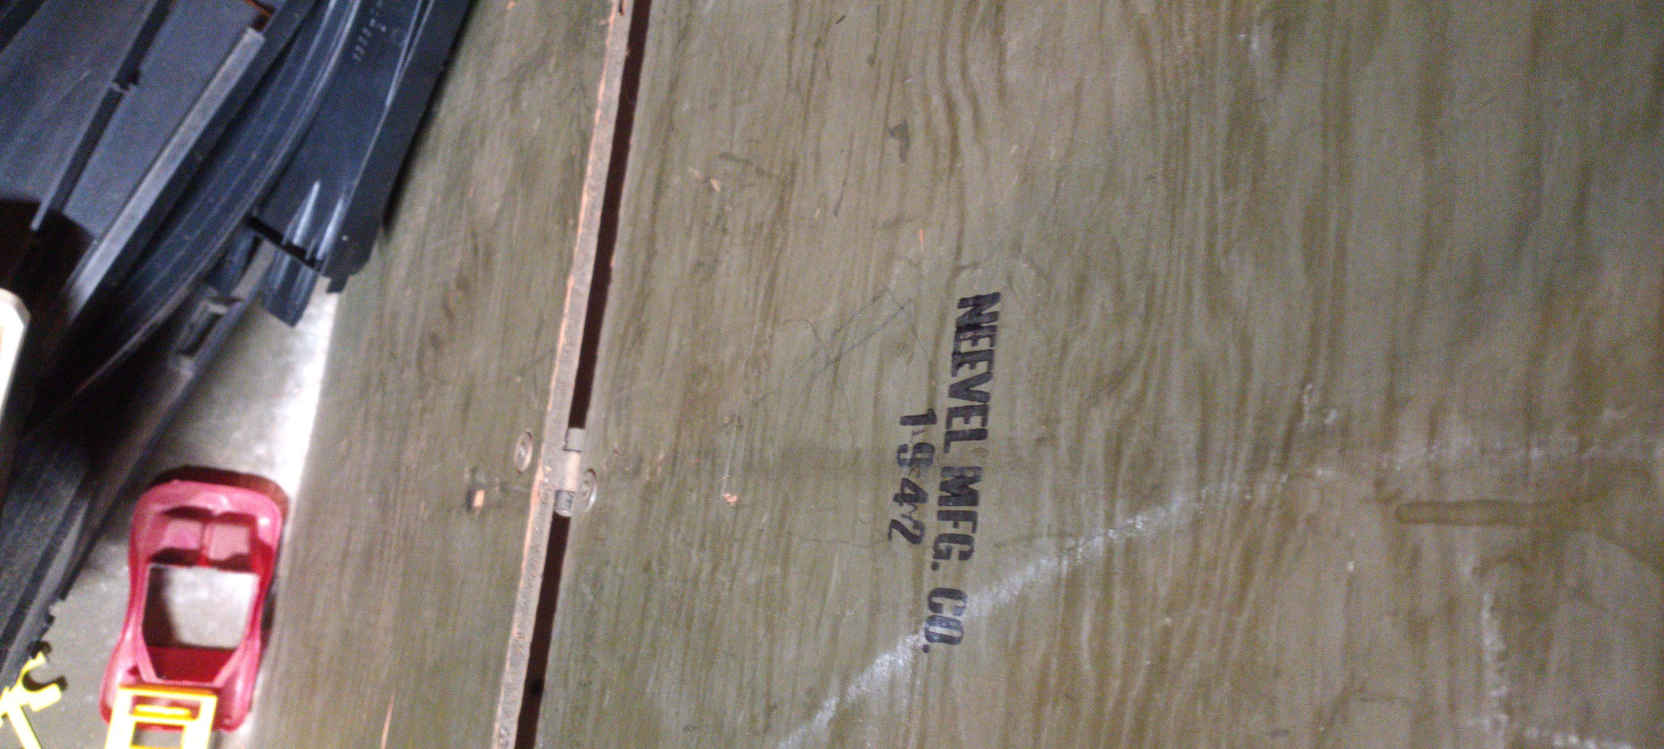 NEEVEL MFG. CO.
1942